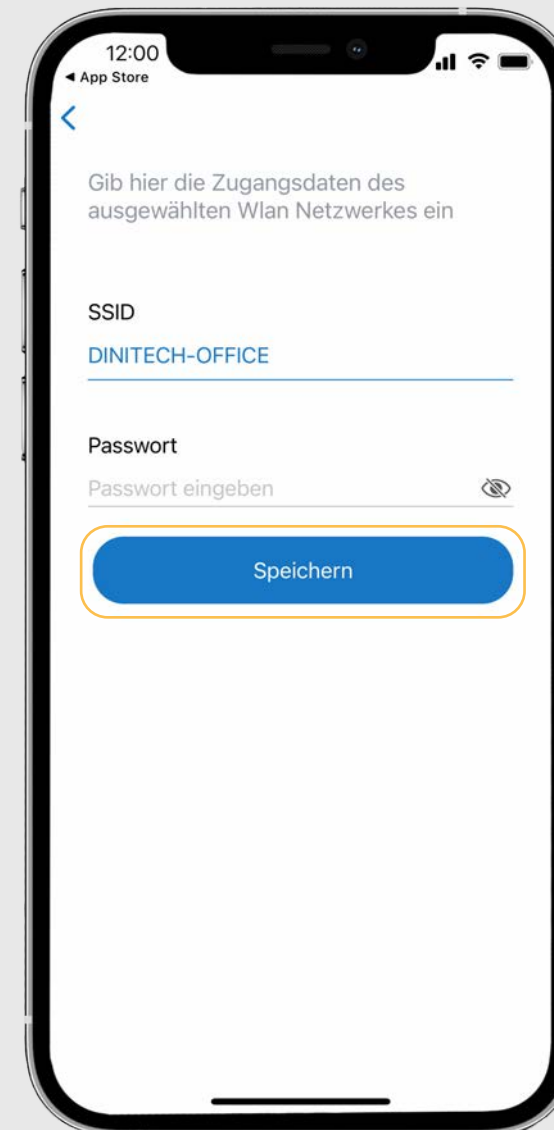 12:00
◀ App Store
Gib hier die Zugangsdaten des
ausgewählten Wlan Netzwerkes ein
SSID
DINITECH-OFFICE
Passwort
Passwort eingeben
Speichern